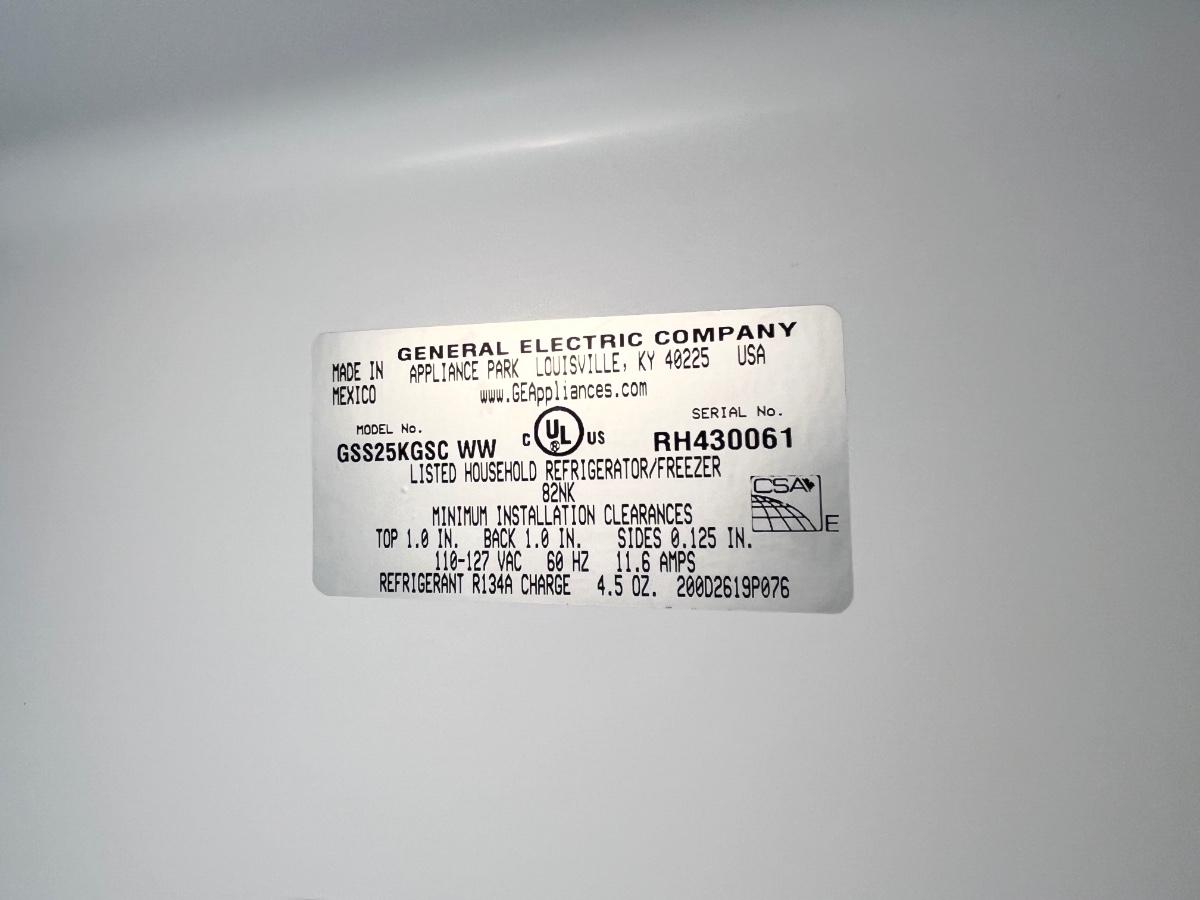 GENERAL ELECTRIC COMPANY
MADE IN APPLIANCE PARK LOUISVILLE, KY 40225 USA
MEXICO www.GEAppliances.com
MODEL No. SERIAL No.
GSS25KGSC WW C UL ® US RH430061
LISTED HOUSEHOLD REFRIGERATOR/FREEZER
82NK
CSA
MINIMUM INSTALLATION CLEARANCES E
TOP 1.0 IN. BACK 1.0 IN. SIDES 0.125 IN.
110-127 VAC 60 HZ 11.6 AMPS
REFRIGERANT R134A CHARGE 4.5 OZ. 200D2619P076